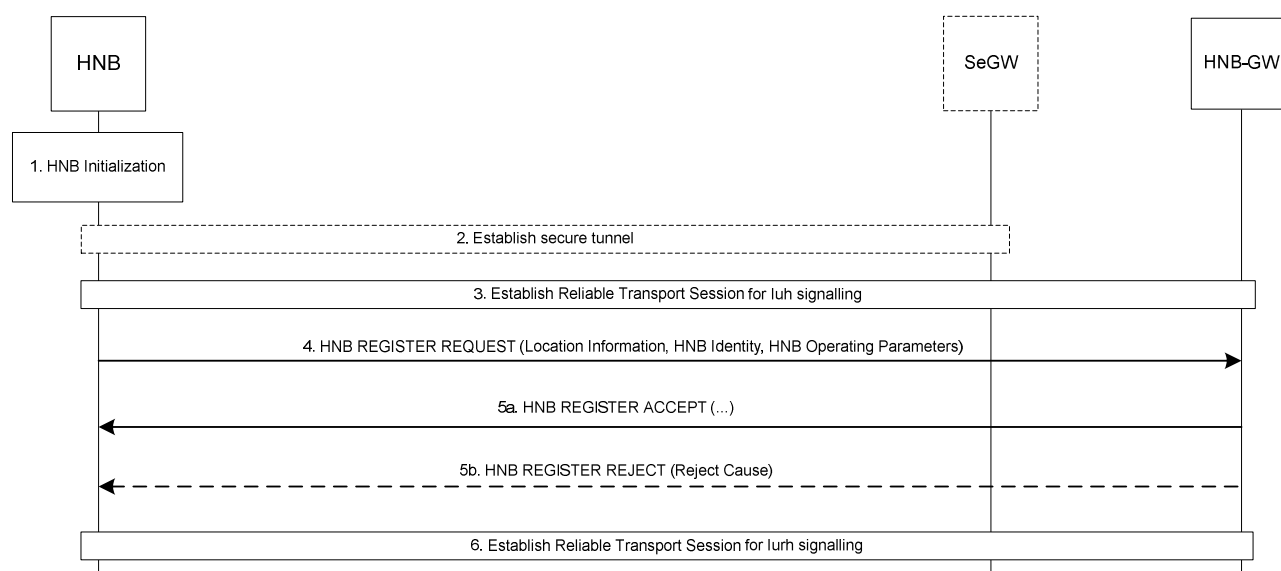 HNB
SeGW
HNB-GW
1. HNB Initialization
2. Establish secure tunnel
3. Establish Reliable Transport Session for Iuh signalling
4. HNB REGISTER REQUEST (Location Information, HNB Identity, HNB Operating Parameters)
5a. HNB REGISTER ACCEPT (...)
5b. HNB REGISTER REJECT (Reject Cause)
6. Establish Reliable Transport Session for Iurh signalling